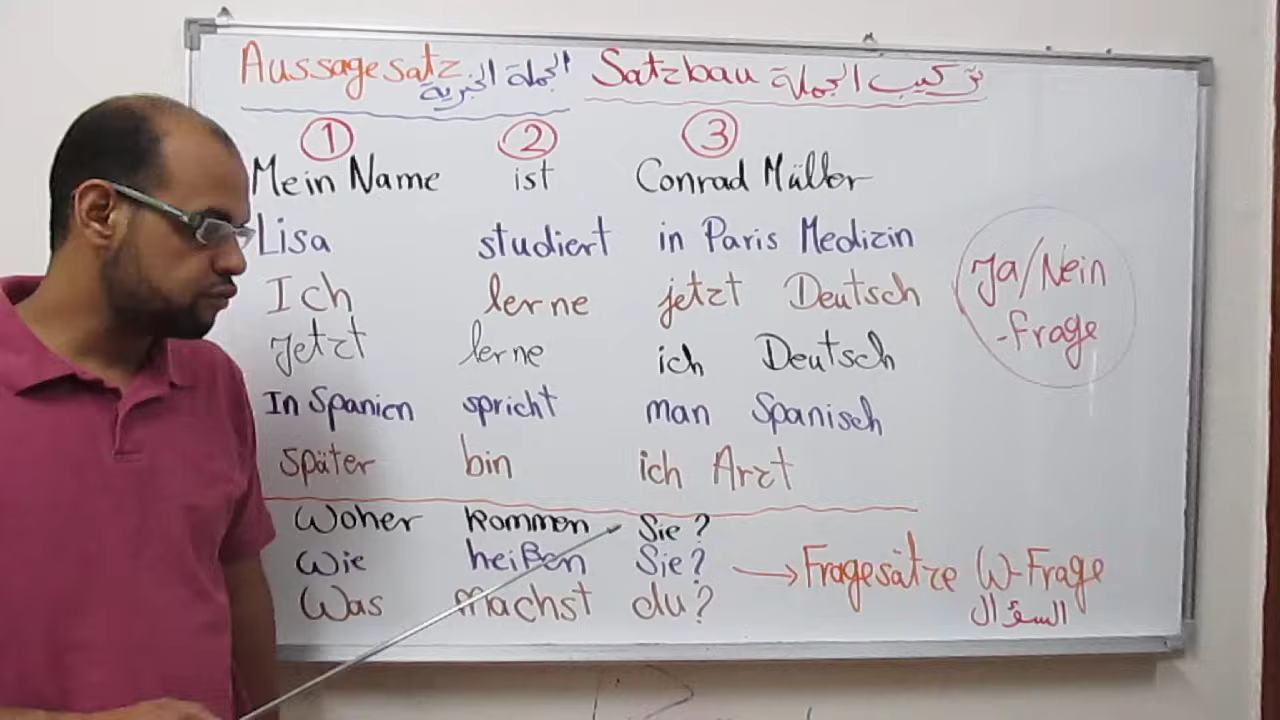 Aussagesatz الجملة الخبرية Satzbau تركيب الجملة
1 2 3
Mein Name ist Conrad Müller
Lisa studiert in Paris Medizin
Ich lerne jetzt Deutsch
Jetzt lerne ich Deutsch
In Spanien spricht man Spanisch
später bin ich Arzt
Ja/Nein
-Frage
Woher kommen Sie?
Wie heißen Sie?
Was machst du?
Fragesätze W-Frage
السؤال